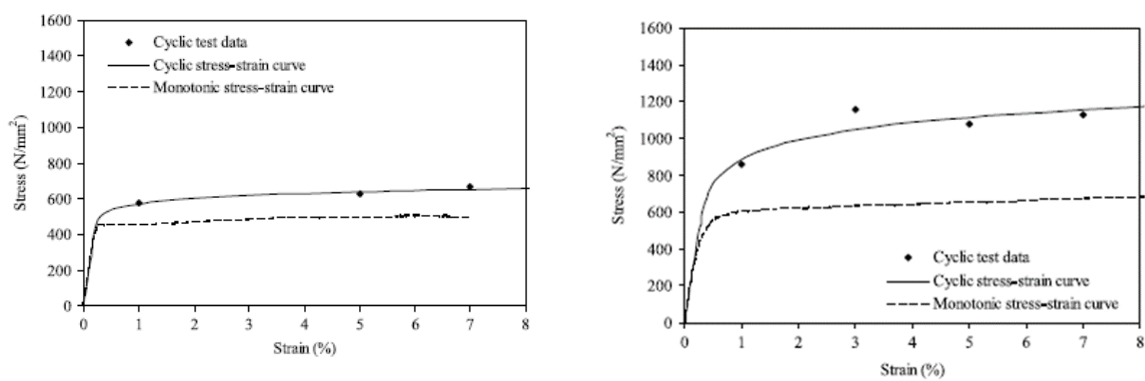 1600
1400
1200
1000
800
600
400
200
0
Stress (N/mm²)
Cyclic test data
Cyclic stress-strain curve
Monotonic stress-strain curve
0 1 2 3 4 5 6 7 8
Strain (%)
1600
1400
1200
1000
800
600
400
200
0
Stress (N/mm²)
Cyclic test data
Cyclic stress-strain curve
Monotonic stress-strain curve
0 1 2 3 4 5 6 7 8
Strain (%)